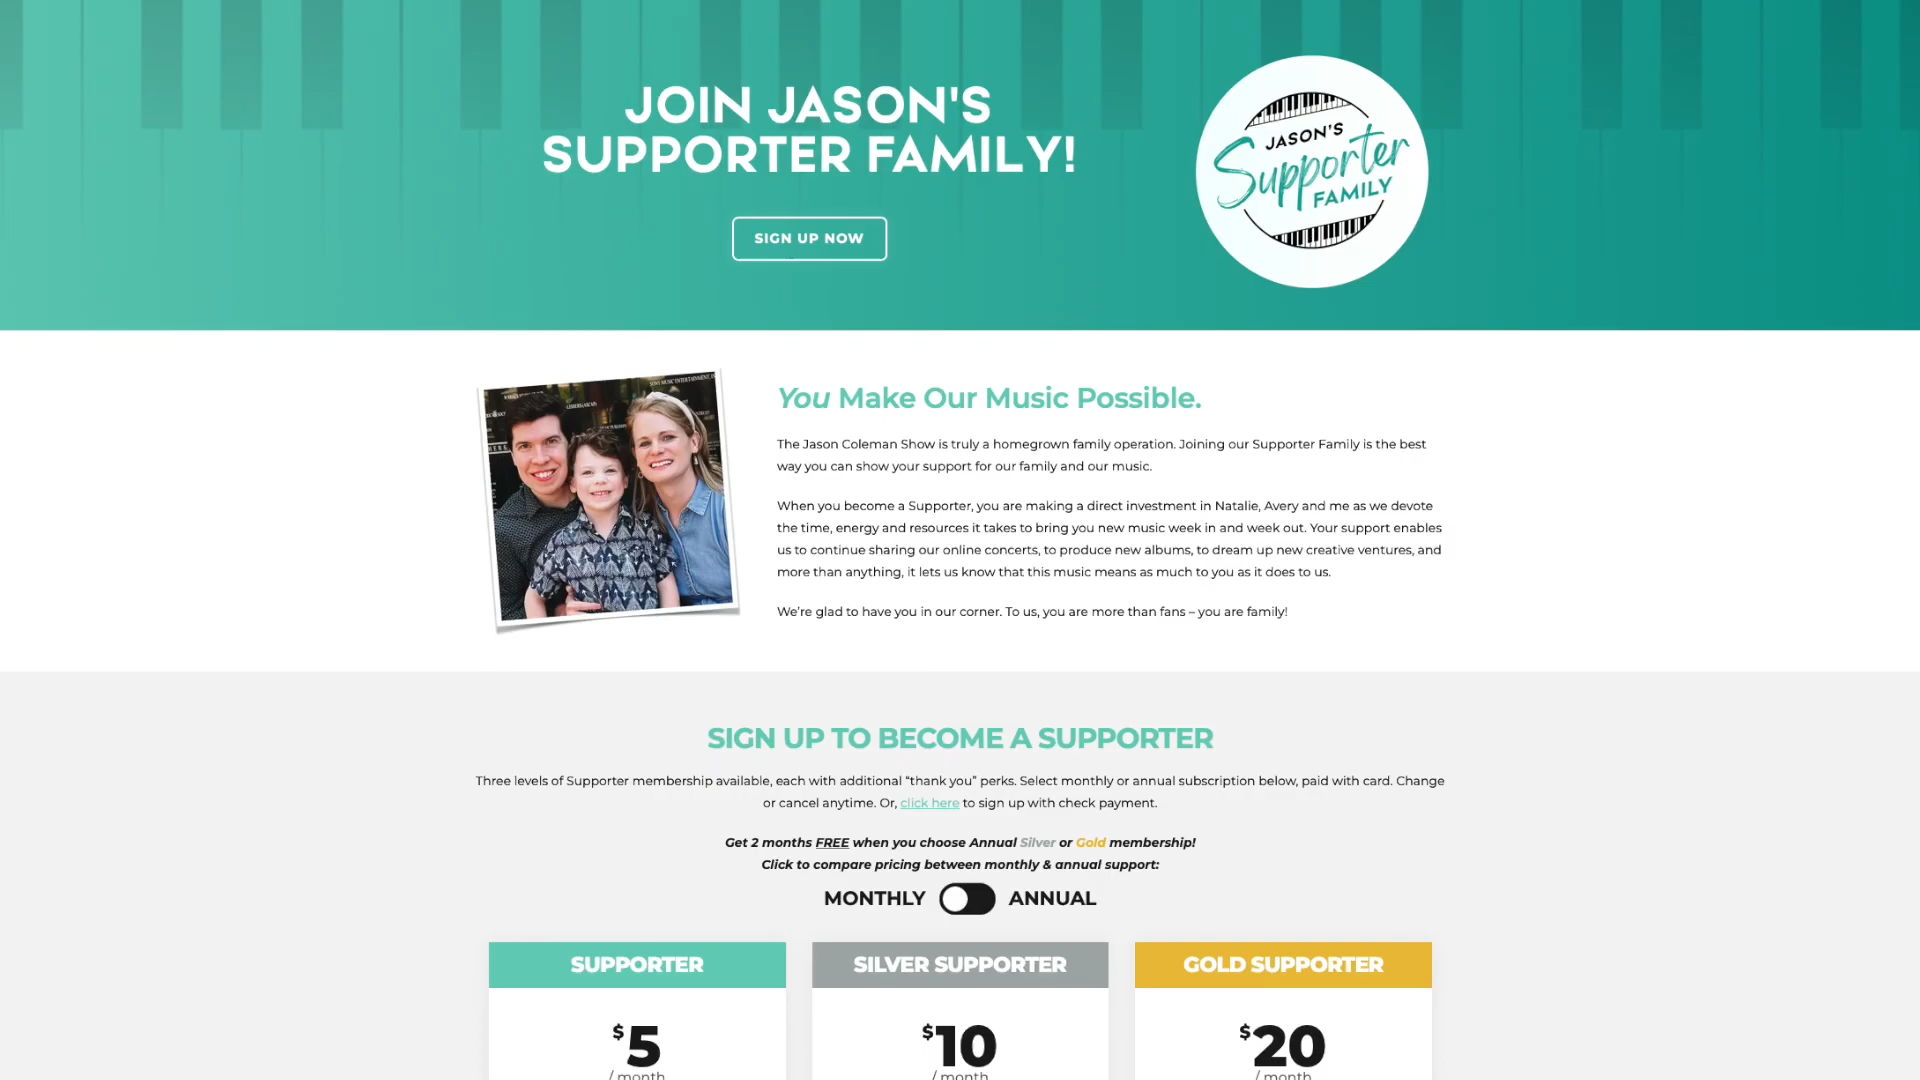 JOIN JASON'S
SUPPORTER FAMILY!
SIGN UP NOW
JASON'S
Supporter
FAMILY
You Make Our Music Possible.
The Jason Coleman Show is truly a homegrown family operation. Joining our Supporter Family is the best
way you can show your support for our family and our music.
When you become a Supporter, you are making a direct investment in Natalie, Avery and me as we devote
the time, energy and resources it takes to bring you new music week in and week out. Your support enables
us to continue sharing our online concerts, to produce new albums, to dream up new creative ventures, and
more than anything, it lets us know that this music means as much to you as it does to us.
We're glad to have you in our corner. To us, you are more than fans – you are family!
SIGN UP TO BECOME A SUPPORTER
Three levels of Supporter membership available, each with additional “thank you” perks. Select monthly or annual subscription below, paid with card. Change
or cancel anytime. Or, click here to sign up with check payment.
Get 2 months FREE when you choose Annual Silver or Gold membership!
Click to compare pricing between monthly & annual support:
MONTHLY ANNUAL
SUPPORTER SILVER SUPPORTER GOLD SUPPORTER
$5 $10 $20
/ month / month / month